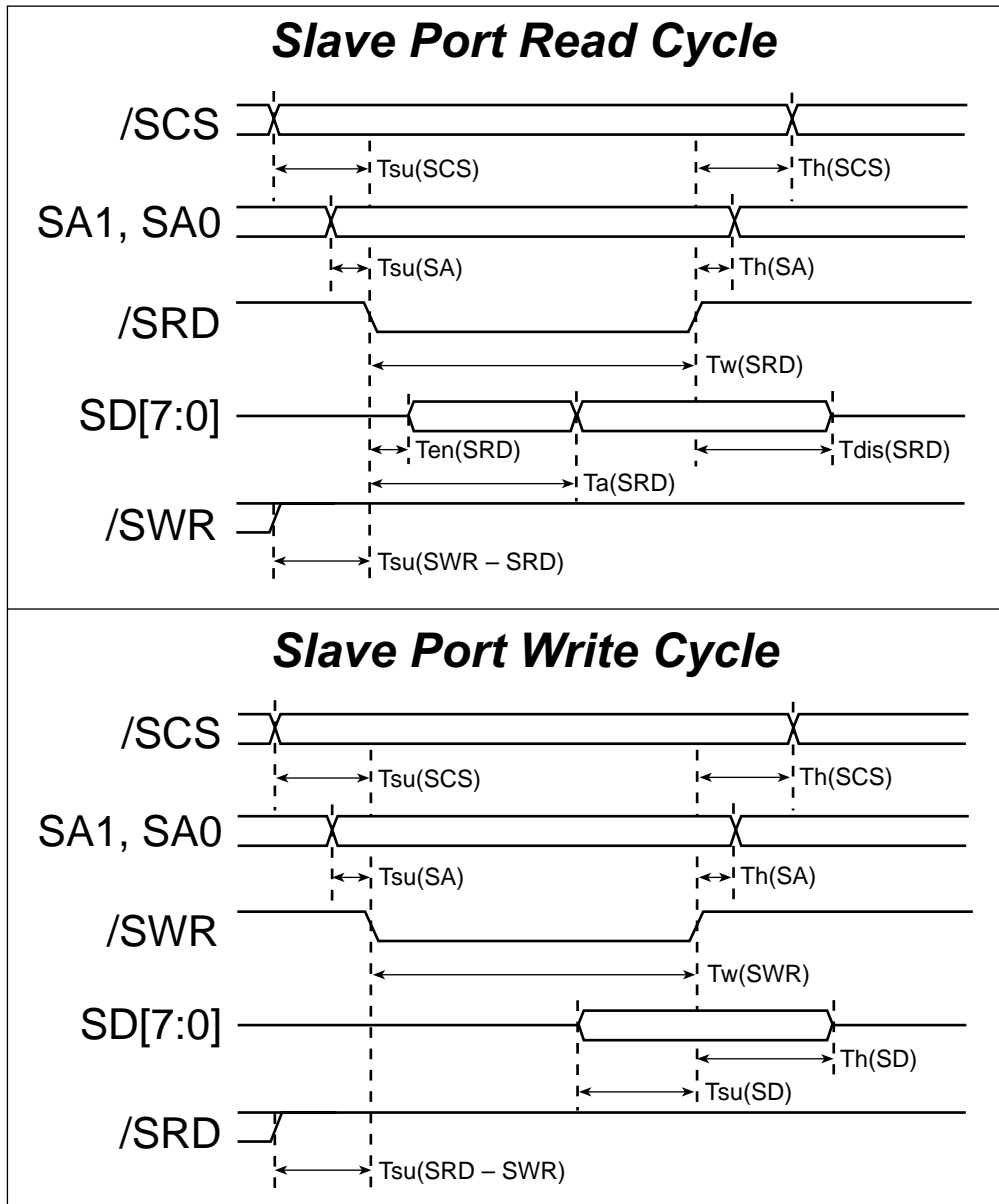 Slave Port Read Cycle
/SCS
Tsu(SCS)
Th(SCS)
SA1, SA0
Tsu(SA)
Th(SA)
/SRD
Tw(SRD)
SD[7:0]
Ten(SRD)
Tdis(SRD)
Ta(SRD)
/SWR
Tsu(SWR – SRD)
Slave Port Write Cycle
/SCS
Tsu(SCS)
Th(SCS)
SA1, SA0
Tsu(SA)
Th(SA)
/SWR
Tw(SWR)
SD[7:0]
Th(SD)
Tsu(SD)
/SRD
Tsu(SRD – SWR)